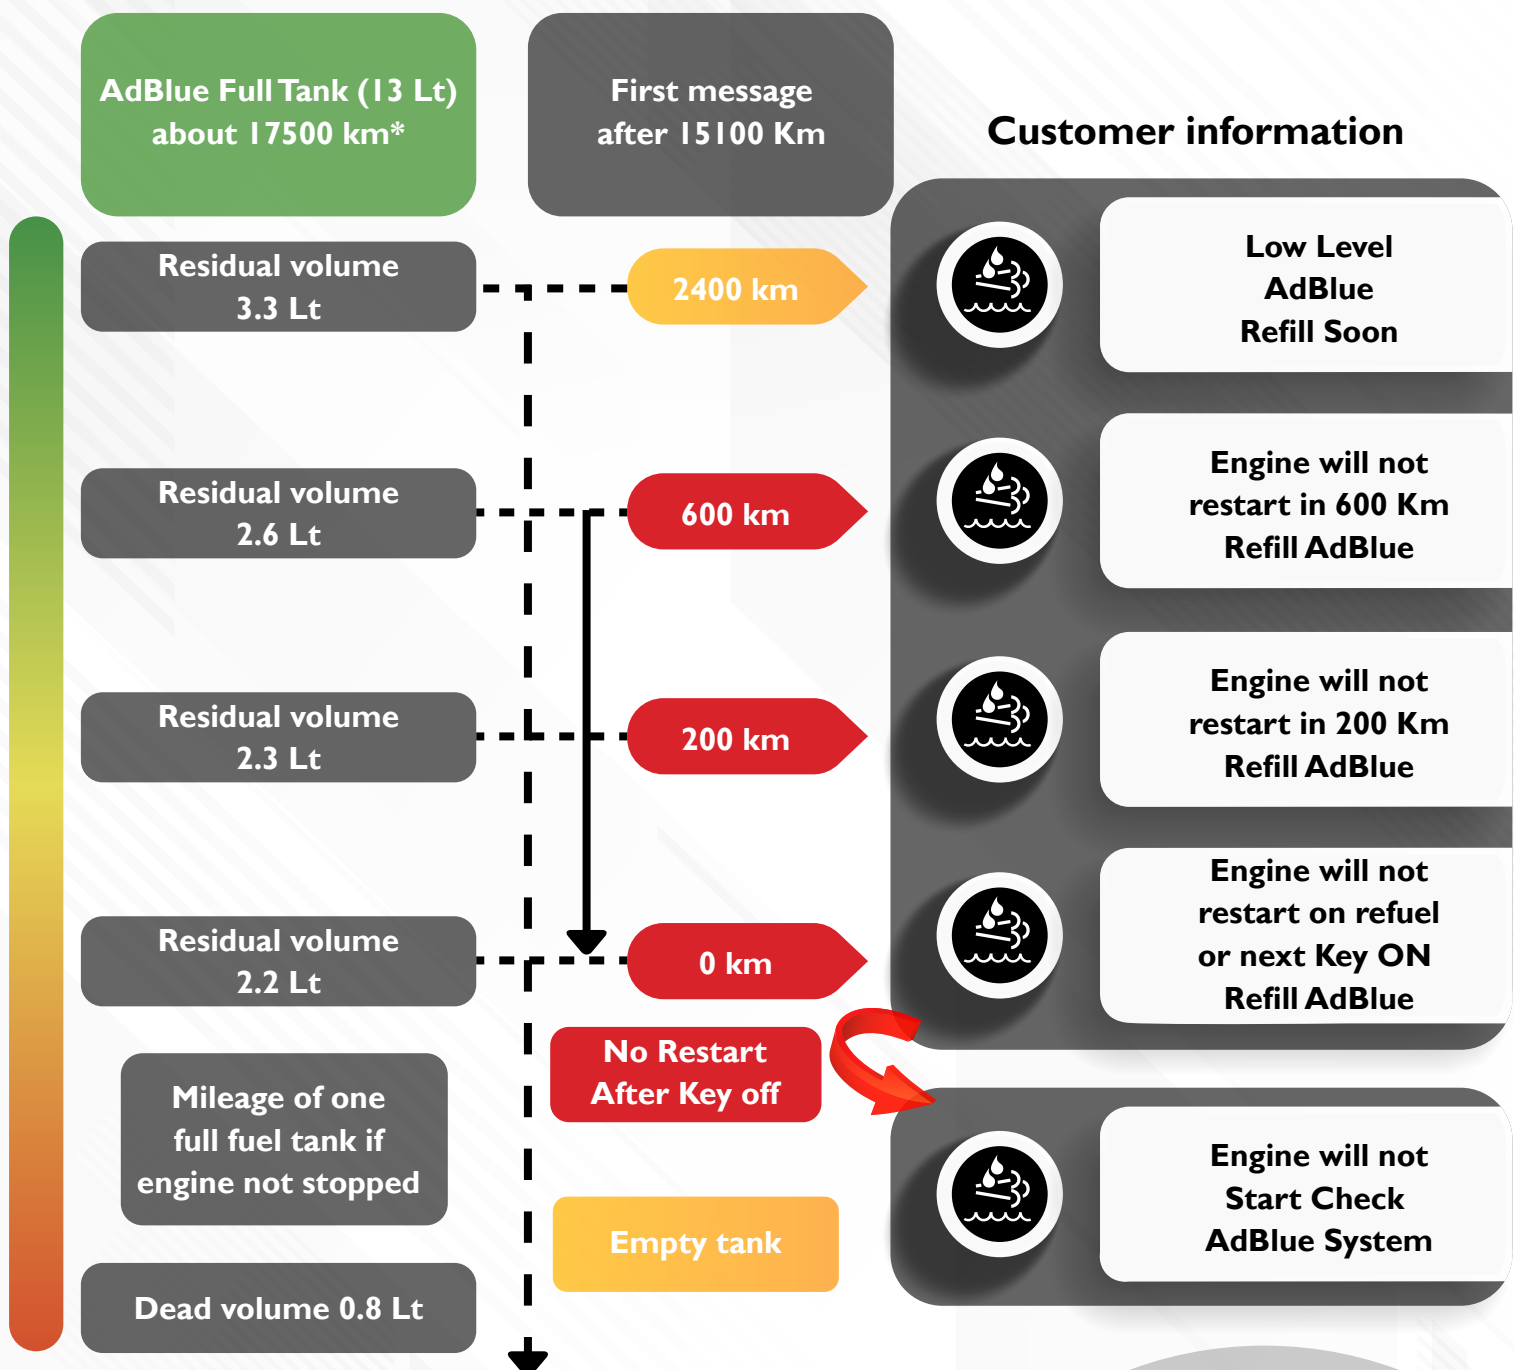 AdBlue Full Tank (13 Lt)
about 17500 km*
First message
after 15100 Km
Customer information
Residual volume
3.3 Lt
2400 km
Low Level
AdBlue
Refill Soon
Residual volume
2.6 Lt
600 km
Engine will not
restart in 600 Km
Refill AdBlue
Residual volume
2.3 Lt
200 km
Engine will not
restart in 200 Km
Refill AdBlue
Residual volume
2.2 Lt
0 km
Engine will not
restart on refuel
or next Key ON
Refill AdBlue
No Restart
After Key off
Mileage of one
full fuel tank if
engine not stopped
Empty tank
Engine will not
Start Check
AdBlue System
Dead volume 0.8 Lt